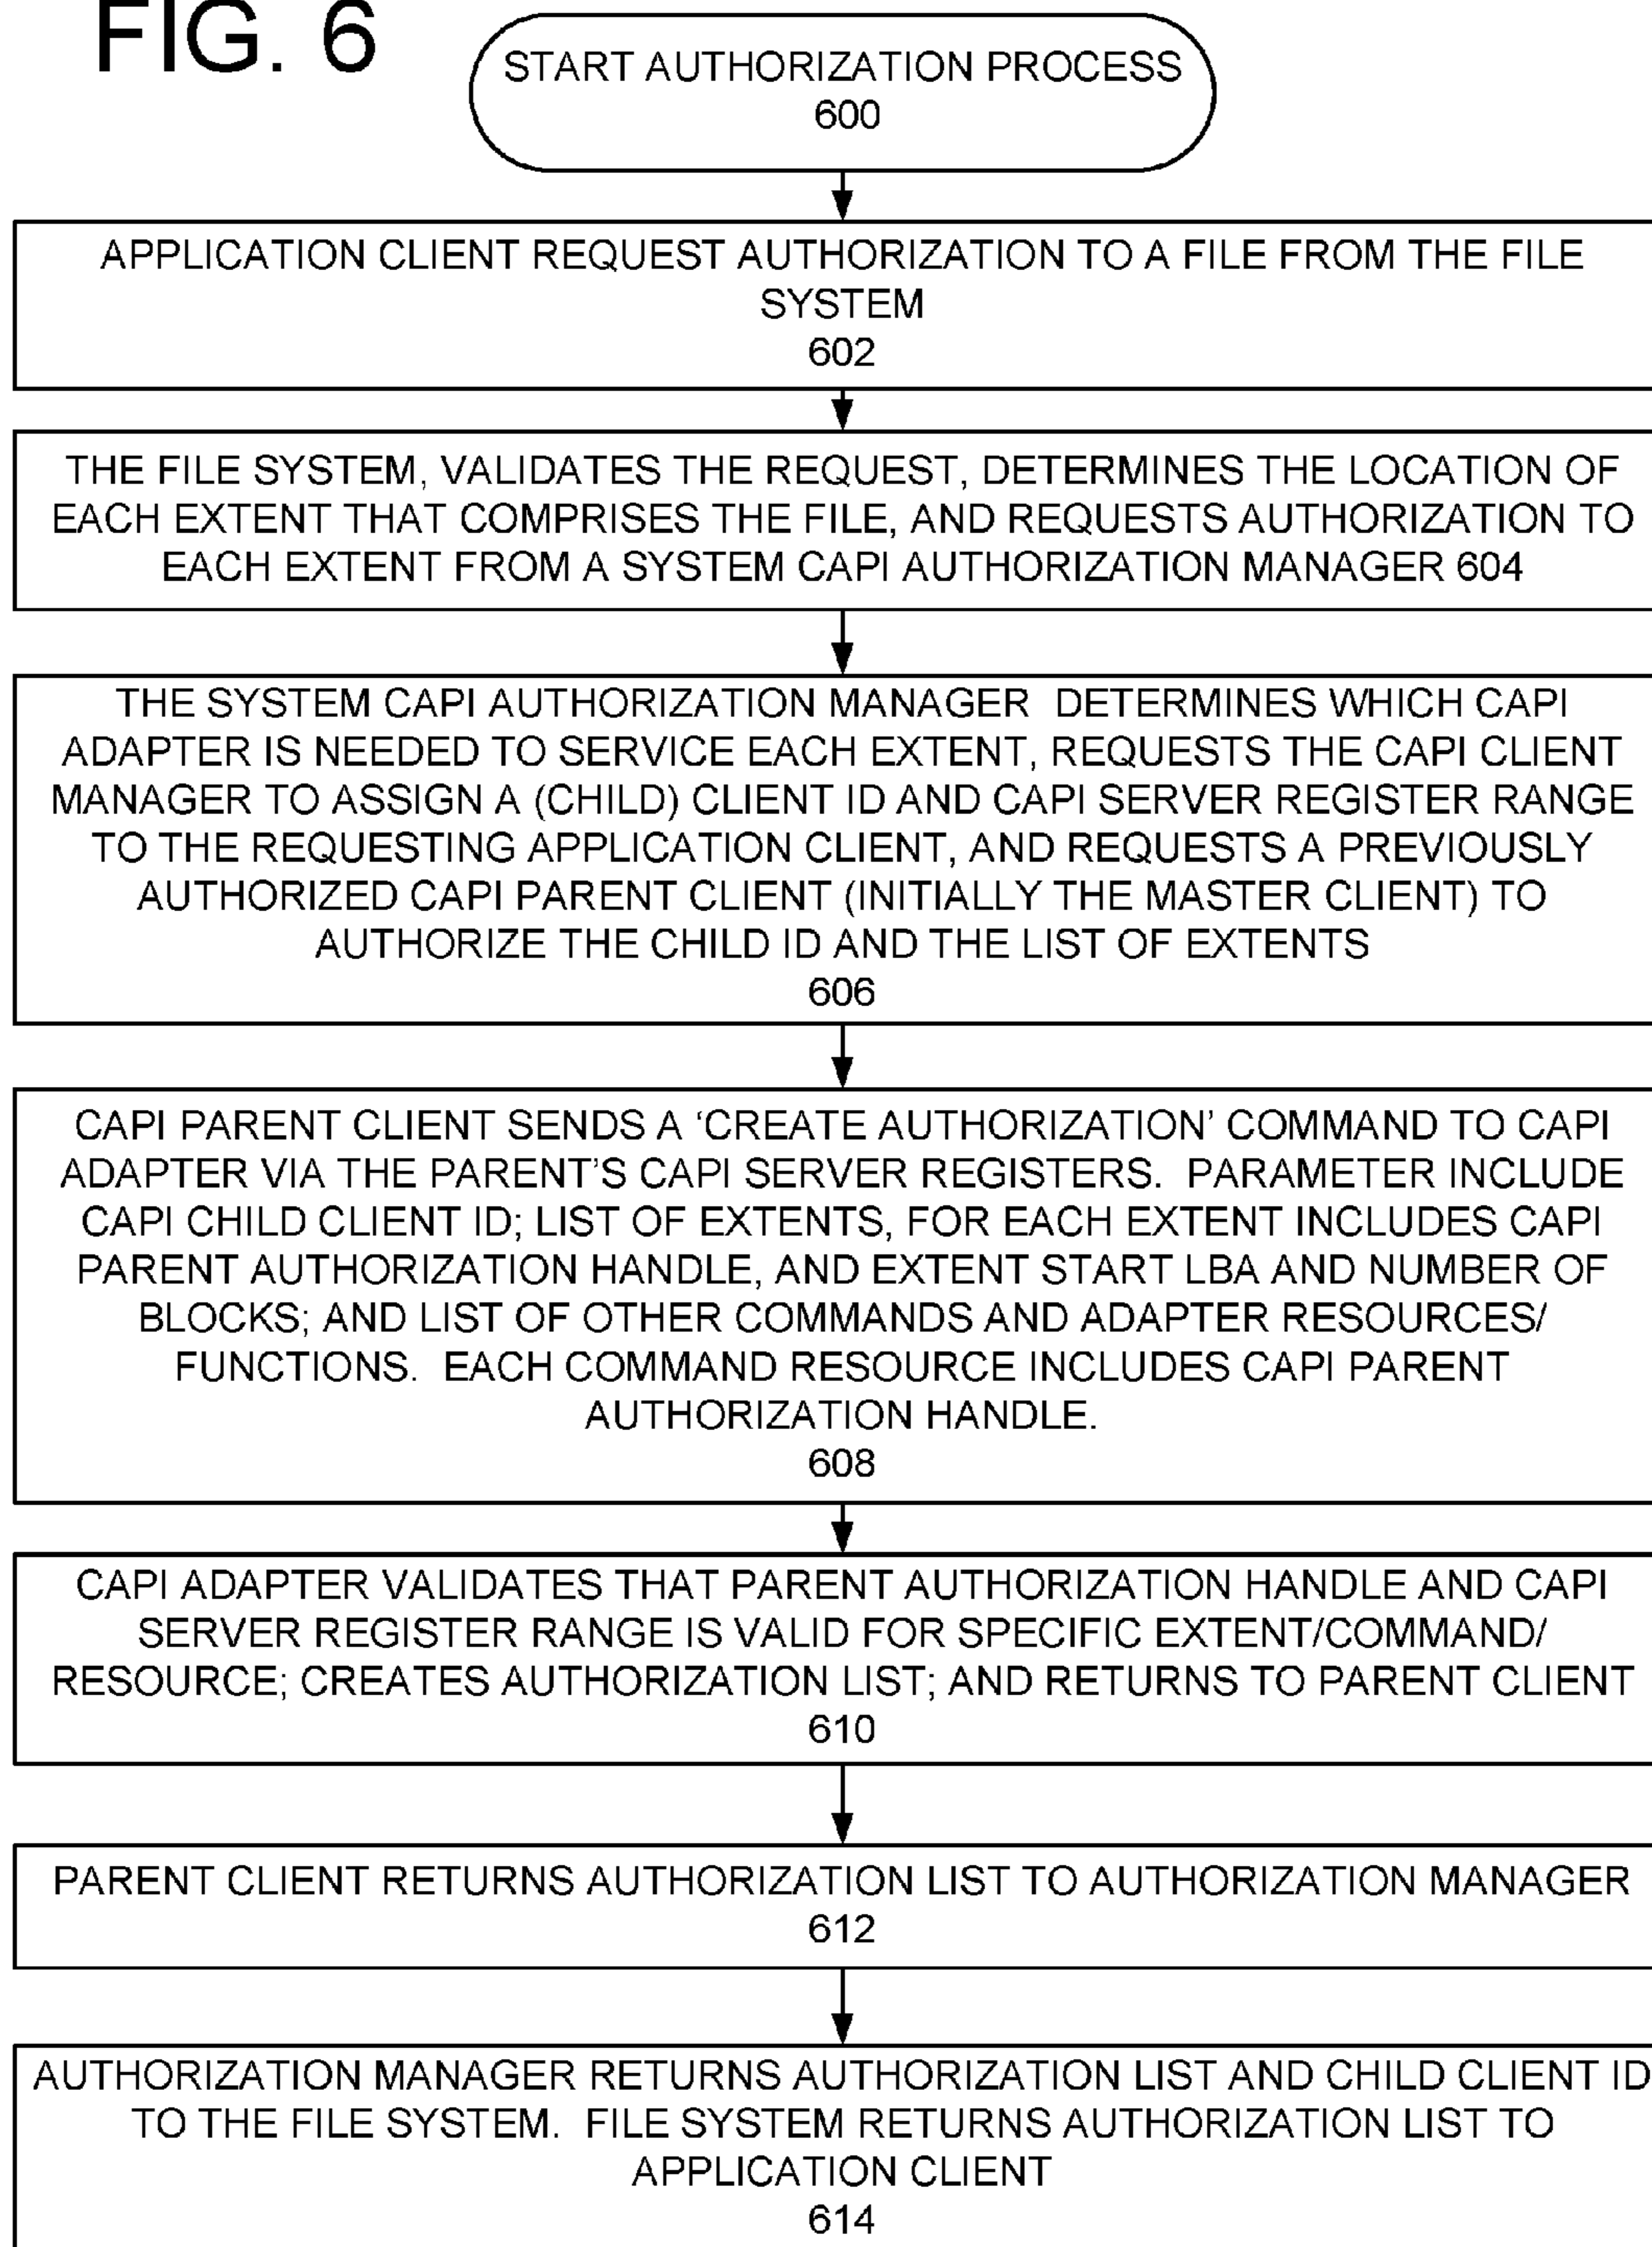 FIG. 6
START AUTHORIZATION PROCESS
600
APPLICATION CLIENT REQUEST AUTHORIZATION TO A FILE FROM THE FILE
SYSTEM
602
THE FILE SYSTEM, VALIDATES THE REQUEST, DETERMINES THE LOCATION OF
EACH EXTENT THAT COMPRISES THE FILE, AND REQUESTS AUTHORIZATION TO
EACH EXTENT FROM A SYSTEM CAPI AUTHORIZATION MANAGER 604
THE SYSTEM CAPI AUTHORIZATION MANAGER DETERMINES WHICH CAPI
ADAPTER IS NEEDED TO SERVICE EACH EXTENT, REQUESTS THE CAPI CLIENT
MANAGER TO ASSIGN A (CHILD) CLIENT ID AND CAPI SERVER REGISTER RANGE
TO THE REQUESTING APPLICATION CLIENT, AND REQUESTS A PREVIOUSLY
AUTHORIZED CAPI PARENT CLIENT (INITIALLY THE MASTER CLIENT) TO
AUTHORIZE THE CHILD ID AND THE LIST OF EXTENTS
606
CAPI PARENT CLIENT SENDS A ‘CREATE AUTHORIZATION’ COMMAND TO CAPI
ADAPTER VIA THE PARENT’S CAPI SERVER REGISTERS. PARAMETER INCLUDE
CAPI CHILD CLIENT ID; LIST OF EXTENTS, FOR EACH EXTENT INCLUDES CAPI
PARENT AUTHORIZATION HANDLE, AND EXTENT START LBA AND NUMBER OF
BLOCKS; AND LIST OF OTHER COMMANDS AND ADAPTER RESOURCES/
FUNCTIONS. EACH COMMAND RESOURCE INCLUDES CAPI PARENT
AUTHORIZATION HANDLE.
608
CAPI ADAPTER VALIDATES THAT PARENT AUTHORIZATION HANDLE AND CAPI
SERVER REGISTER RANGE IS VALID FOR SPECIFIC EXTENT/COMMAND/
RESOURCE; CREATES AUTHORIZATION LIST; AND RETURNS TO PARENT CLIENT
610
PARENT CLIENT RETURNS AUTHORIZATION LIST TO AUTHORIZATION MANAGER
612
AUTHORIZATION MANAGER RETURNS AUTHORIZATION LIST AND CHILD CLIENT ID
TO THE FILE SYSTEM. FILE SYSTEM RETURNS AUTHORIZATION LIST TO
APPLICATION CLIENT
614